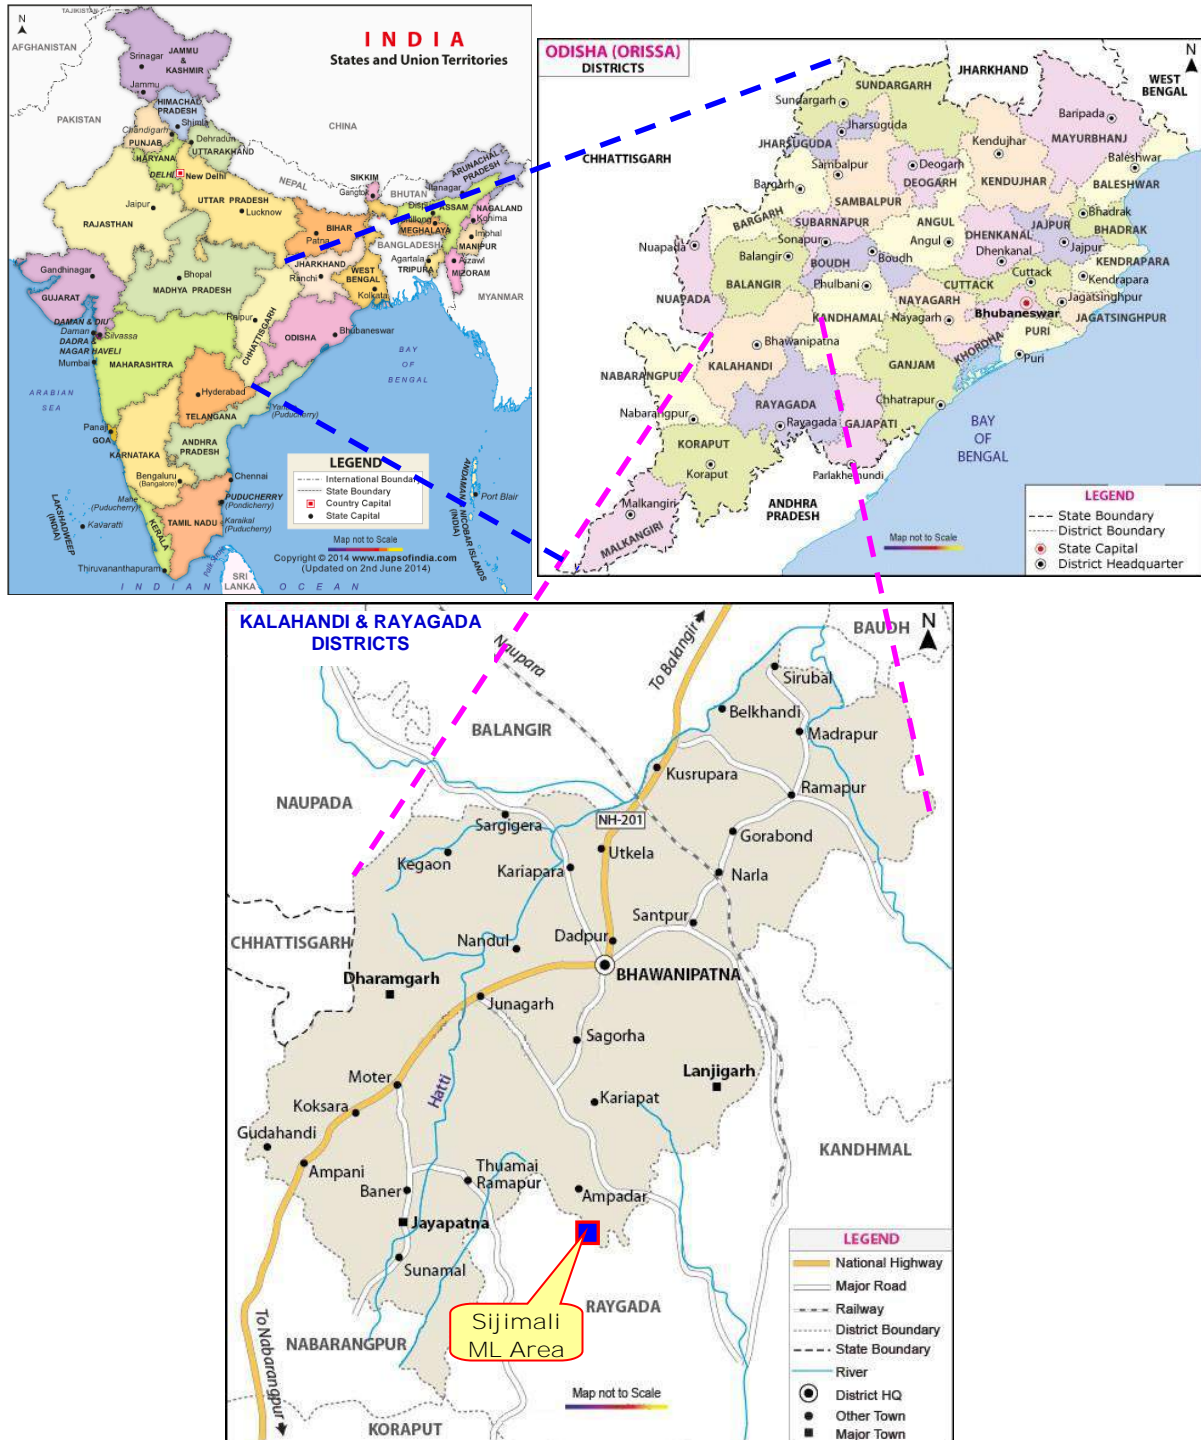 INDIA
States and Union Territories
N
TAJIKISTAN
AFGHANISTAN
JAMMU
&
KASHMIR
Srinagar
Jammu
HIMACHAL
PRADESH
Shimla
PAKISTAN
Chandigarh
PUNJAB
Dehradun
UTTARAKHAND
HARYANA
DELHI
New Delhi
CHINA
NEPAL
RAJASTHAN
Jaipur
UTTAR PRADESH
Lucknow
SIKKIM
Gangtok
BHUTAN
ARUNACHAL
PRADESH
Itanagar
ASSAM
NAGALAND
Kohima
MEGHALAYA
Imphal
MANIPUR
BIHAR
Patna
BANGLADESH
Agartala
TRIPURA
Aizawl
MIZORAM
MYANMAR
Gandhinagar
GUJARAT
Bhopal
MADHYA PRADESH
JHARKHAND
Ranchi
WEST
BENGAL
Kolkata
CHHATTISGARH
Raipur
ODISHA
Bhubaneswar
DAMAN & DIU
Daman
Silvassa
DADRA &
NAGAR HAVELI
Mumbai
MAHARASHTRA
BAY
OF
BENGAL
ARABIAN
SEA
Hyderabad
TELANGANA
(Puducherry)
Panaji
GOA
KARNATAKA
ANDHRA
PRADESH
Bengaluru
(Bangalore)
Chennai
Mahe
(Puducherry)
PUDUCHERRY
(Pondicherry)
Karaikal
(Puducherry)
TAMIL NADU
KERALA
LAKSHADWEEP
(INDIA)
Kavaratti
Thiruvananthapuram
SRI
LANKA
INDIAN OCEAN
ANDAMAN & NICOBAR ISLANDS
(INDIA)
Port Blair
LEGEND
International Boundary
State Boundary
Country Capital
State Capital
Map not to Scale
Copyright © 2014 www.mapsofindia.com
(Updated on 2nd June 2014)
ODISHA (ORISSA)
DISTRICTS
N
JHARKHAND
WEST
BENGAL
CHHATTISGARH
SUNDARGARH
Sundargarh
Jharsuguda
JHARSUGUDA
Sambalpur
SAMBALPUR
Deogarh
DEOGARH
Kendujhar
KENDUJHAR
Baripada
MAYURBHANJ
Baleshwar
BALESHWAR
Bargarh
BARGARH
SUBARNAPUR
Sonapur
ANGUL
Angul
DHENKANAL
Dhenkanal
JAJPUR
Jajpur
Bhadrak
BHADRAK
KENDRAPARA
Kendrapara
Nuapada
NUAPADA
Balangir
BALANGIR
BOUDH
Boudh
Phulbani
KANDHAMAL
NAYAGARH
Nayagarh
CUTTACK
Cuttack
Bhubaneswar
Jagatsinghpur
JAGATSINGHPUR
KHORDHA
PURI
Puri
Bhawanipatna
KALAHANDI
NABARANGPUR
Nabarangpur
RAYAGADA
Rayagada
GANJAM
Chhatrapur
GAJAPATI
Parlakhemundi
KORAPUT
Koraput
Malkangiri
MALKANGIRI
ANDHRA
PRADESH
BAY
OF
BENGAL
Map not to Scale
LEGEND
State Boundary
District Boundary
State Capital
District Headquarter
KALAHANDI & RAYAGADA
DISTRICTS
Naupara
To Balangir
BAUDH
N
BALANGIR
Sirubal
Belkhandi
Madrapur
Kusrupara
Ramapur
NAUPADA
Sargigera
NH-201
Gorabond
Kegaon
Kariapara
Utkela
Narla
Santpur
CHHATTISGARH
Nandul
Dadpur
BHAWANIPATNA
Dharamgarh
Junagarh
Sagorha
Lanjigarh
Moter
Hatti
Kariapat
Koksara
Gudahandi
KANDHMAL
Ampani
Thuamai
Ramapur
Baner
Ampadar
Jayapatna
Sunamal
Sijimali
ML Area
RAYGADA
To Nabarangpur
NABARANGPUR
KORAPUT
Map not to Scale
LEGEND
National Highway
Major Road
Railway
District Boundary
State Boundary
River
District HQ
Other Town
Major Town